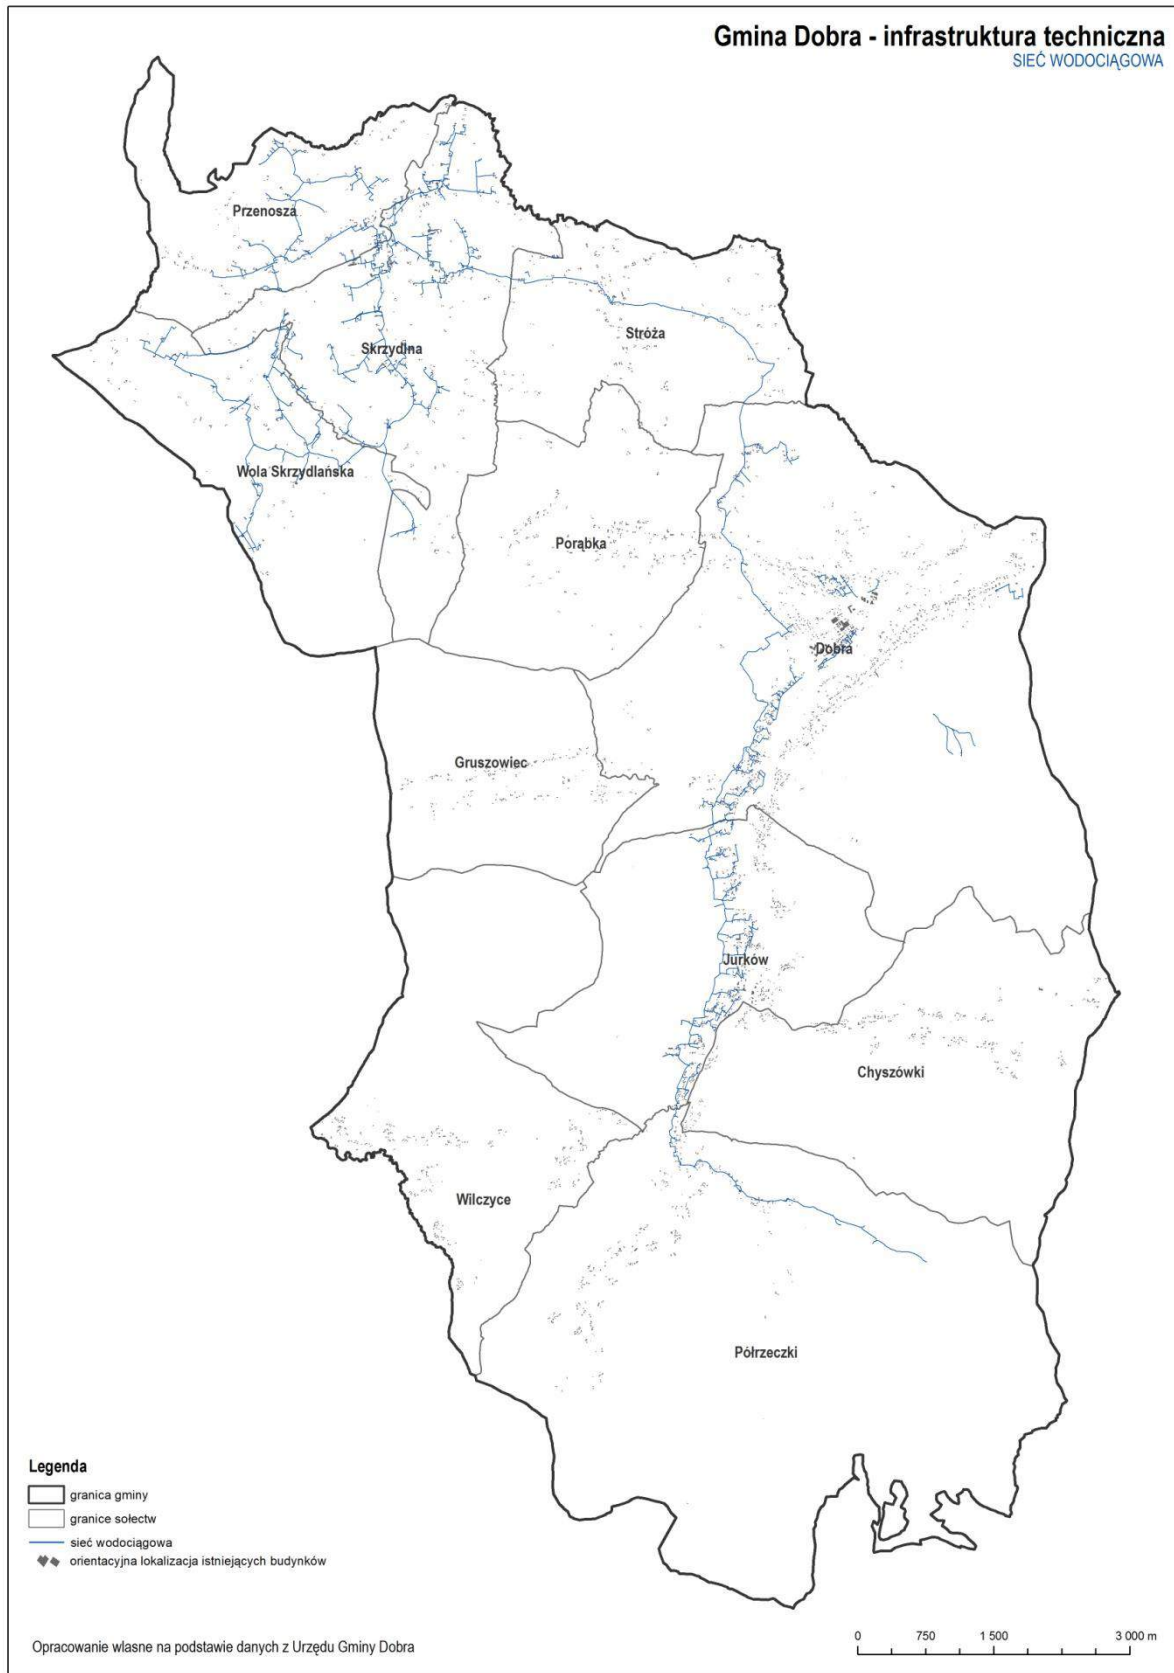 Gmina Dobra - infrastruktura techniczna
SIEĆ WODOCIĄGOWA
Przenosza
Stróża
Skrzydlna
Wola Skrzydlańska
Porąbka
Dobra
Gruszowiec
Jurków
Chyszówki
Wilczyce
Półrzeczki
Legenda
granica gminy
granice sołectw
sieć wodociągowa
orientacyjna lokalizacja istniejących budynków
Opracowanie wlasne na podstawie danych z Urzędu Gminy Dobra
0 750 1 500 3 000 m